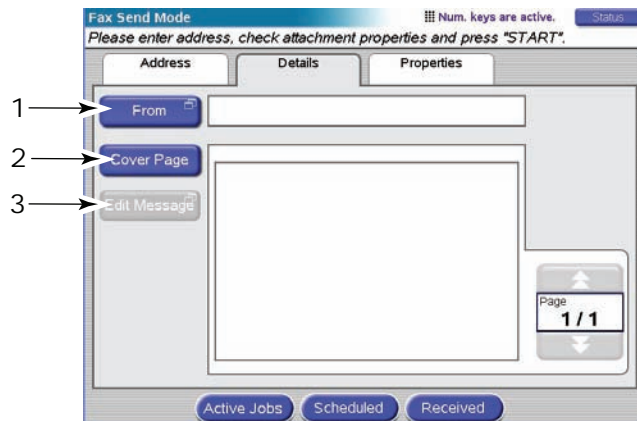 Fax Send Mode
Num. keys are active.
Status
Please enter address, check attachment properties and press "START".
Address
Details
Properties
1
From
2
Cover Page
3
Edit Message
Page
1 / 1
Active Jobs
Scheduled
Received